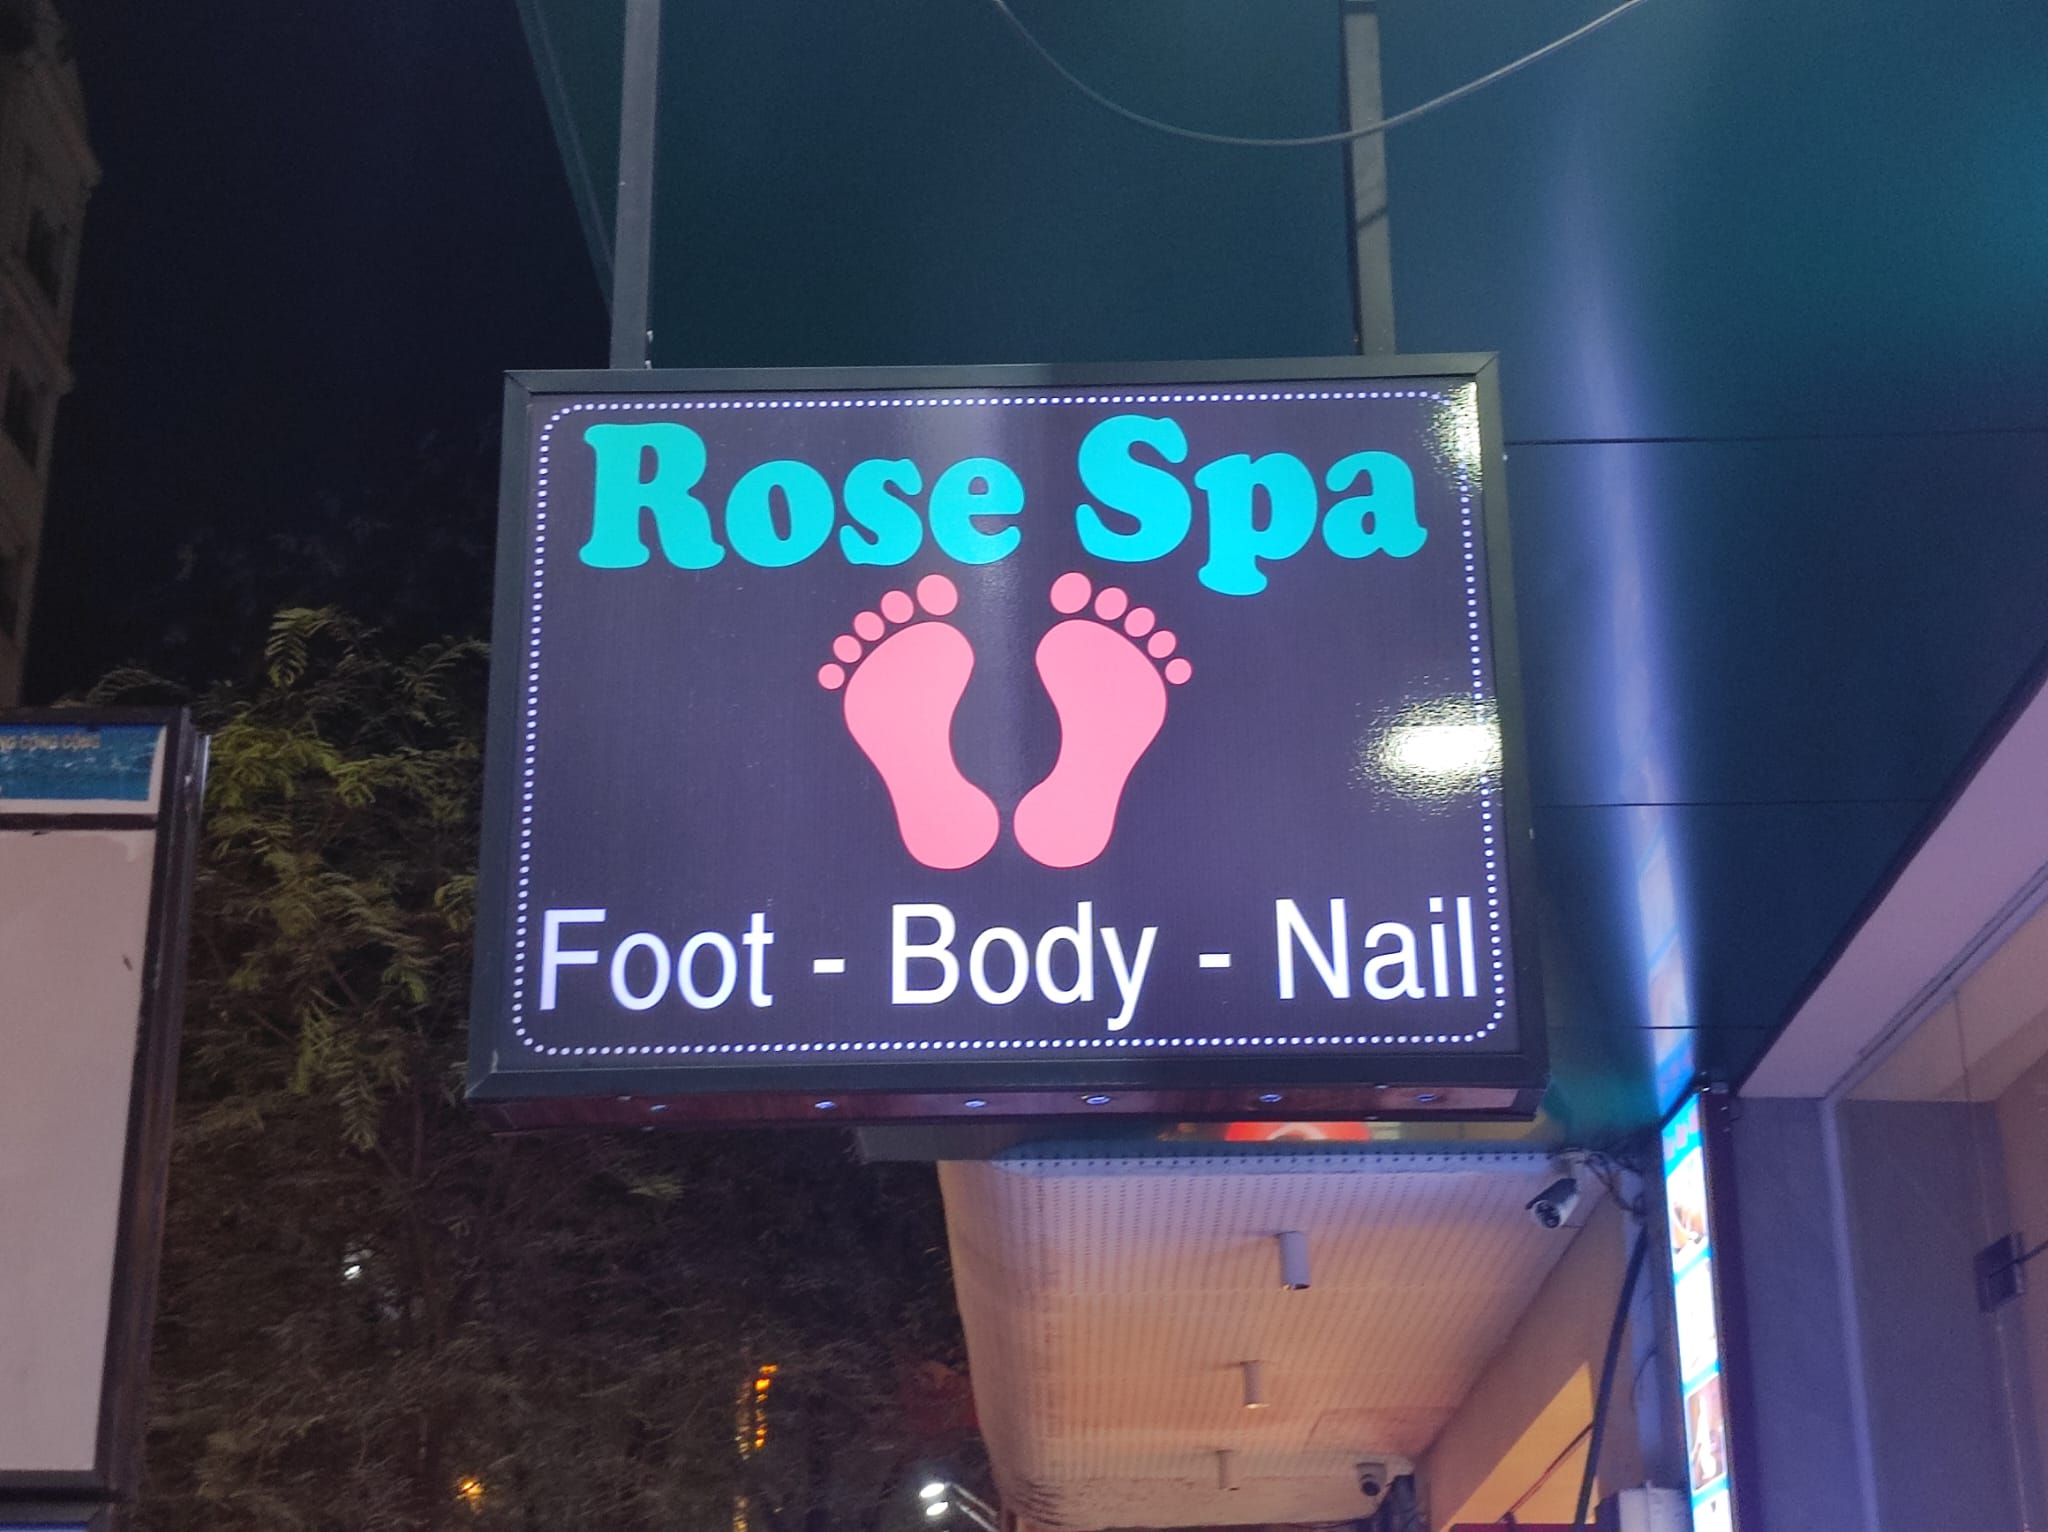 Rose Spa
Foot - Body - Nail